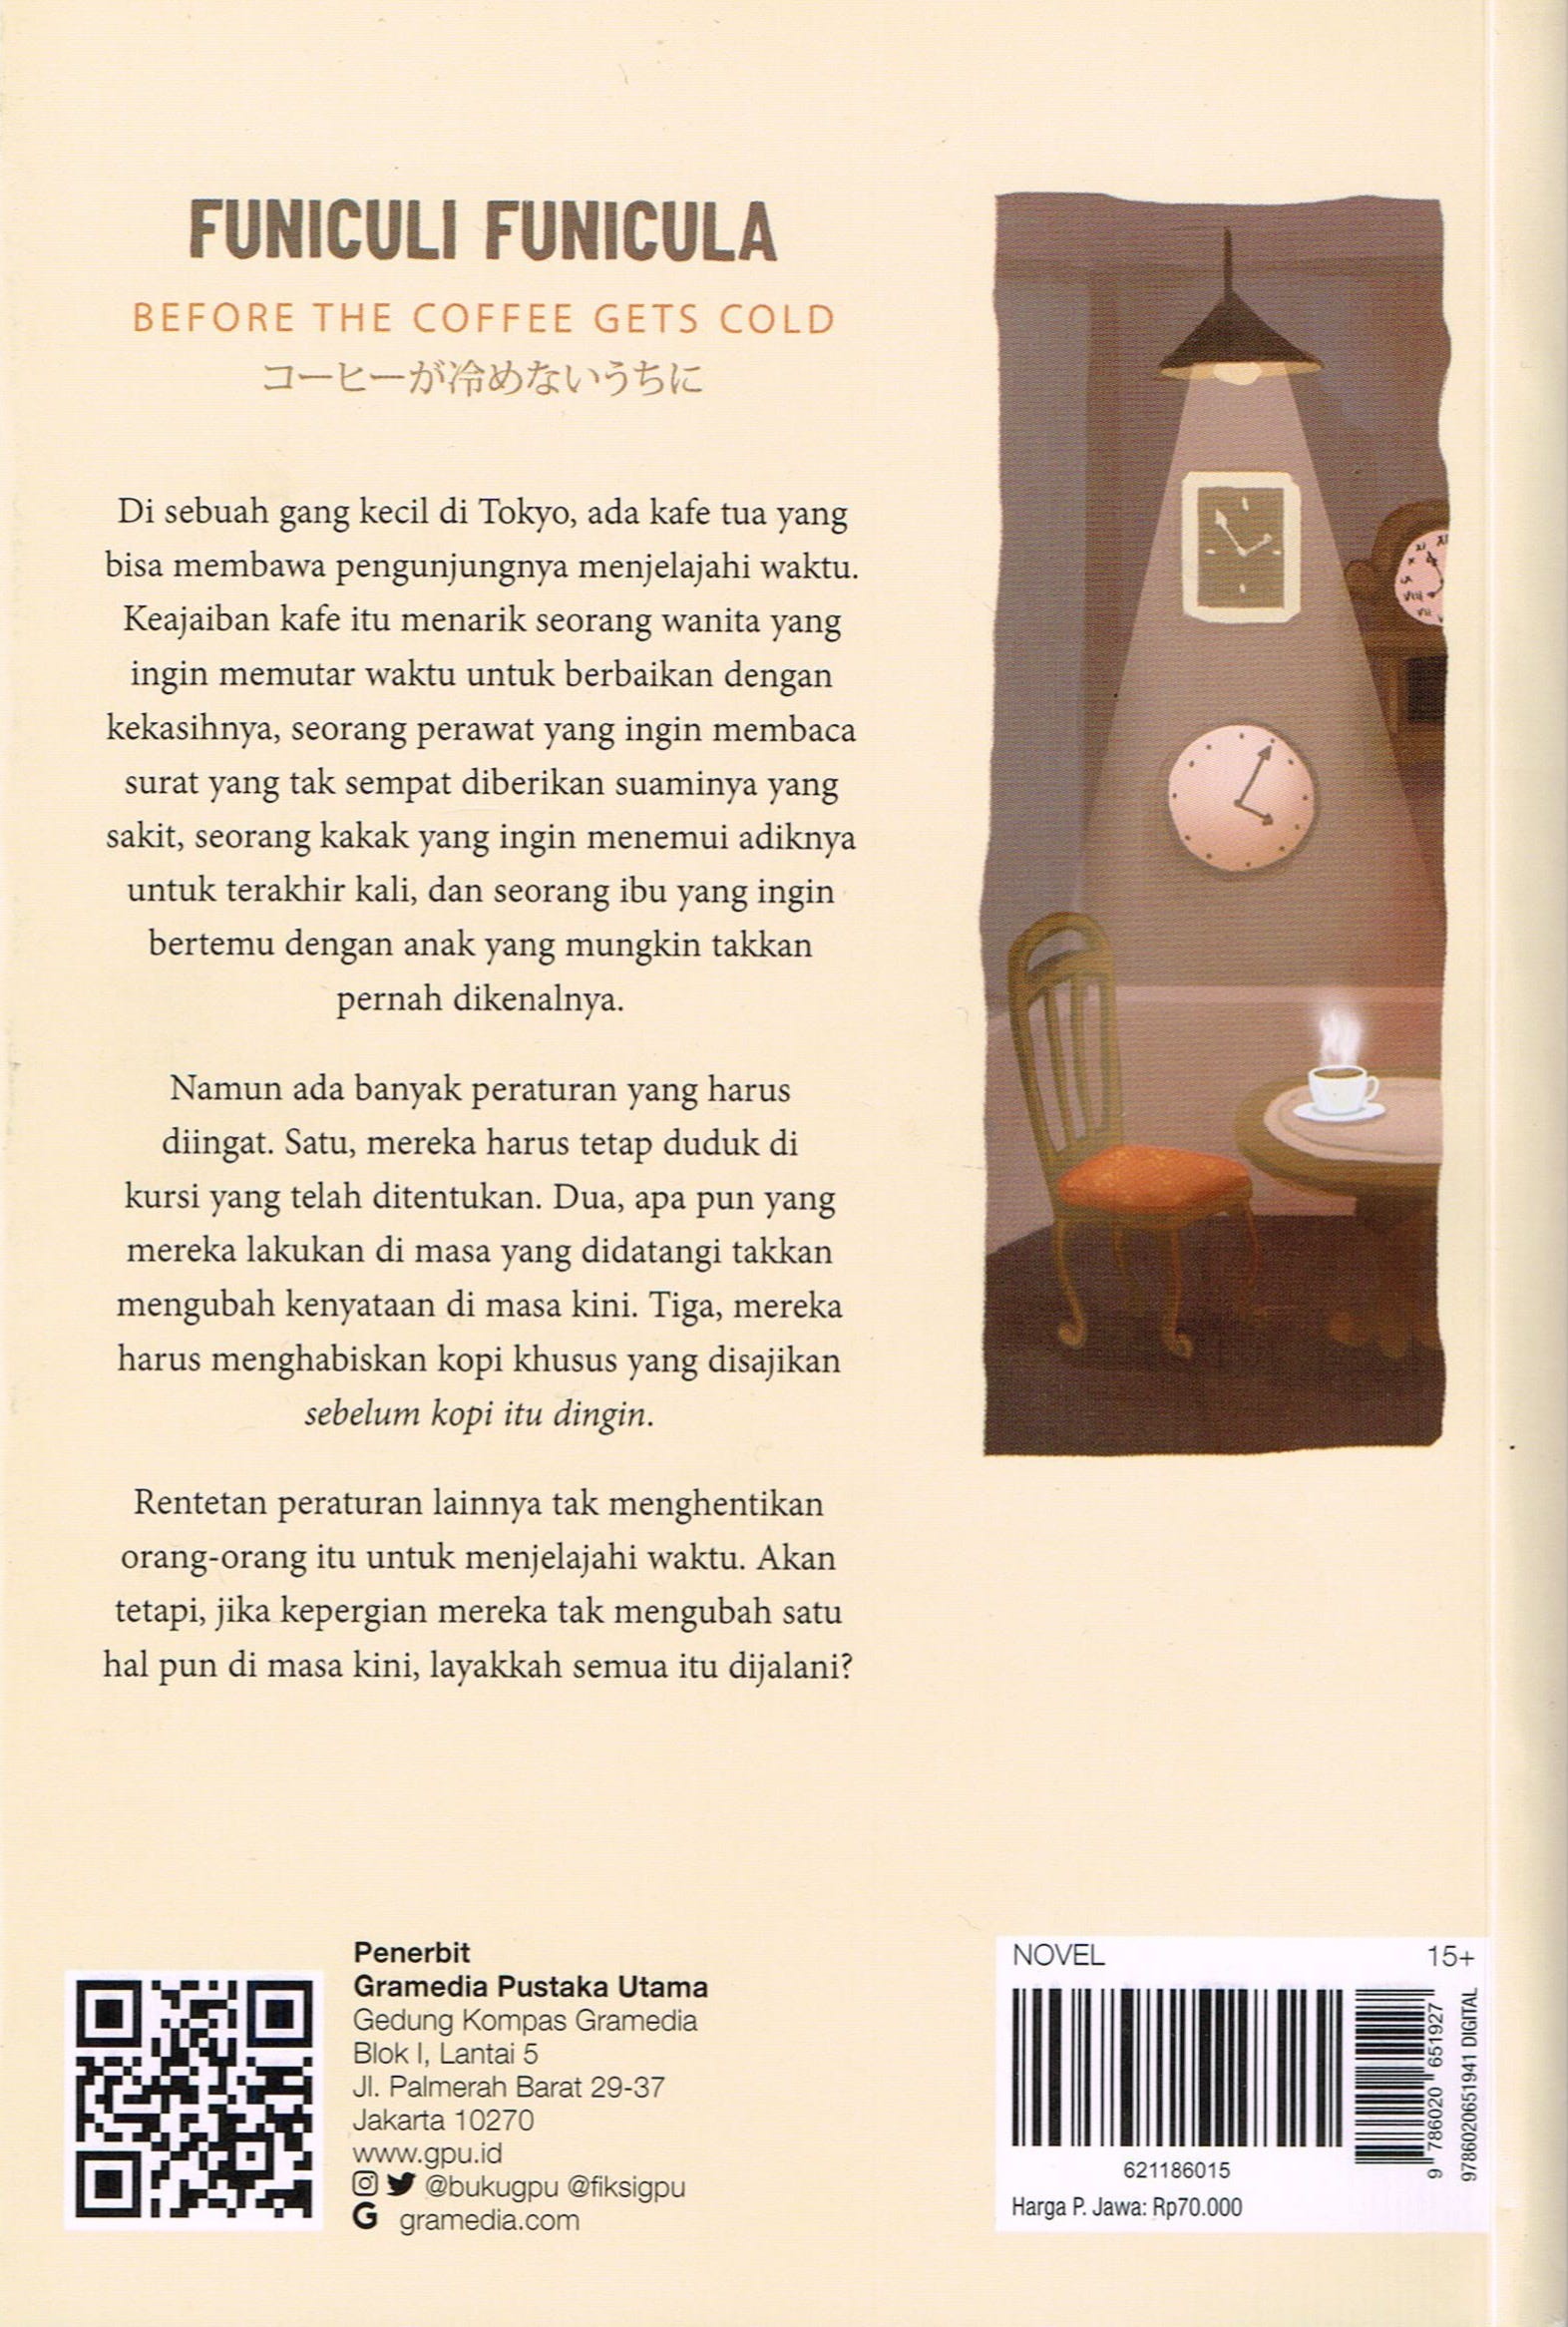 FUNICULI FUNICULA
BEFORE THE COFFEE GETS COLD
コーヒーが冷めないうちに
Di sebuah gang kecil di Tokyo, ada kafe tua yang
bisa membawa pengunjungnya menjelajahi waktu.
Keajaiban kafe itu menarik seorang wanita yang
ingin memutar waktu untuk berbaikan dengan
kekasihnya, seorang perawat yang ingin membaca
surat yang tak sempat diberikan suaminya yang
sakit, seorang kakak yang ingin menemui adiknya
untuk terakhir kali, dan seorang ibu yang ingin
bertemu dengan anak yang mungkin takkan
pernah dikenalnya.
Namun ada banyak peraturan yang harus
diingat. Satu, mereka harus tetap duduk di
kursi yang telah ditentukan. Dua, apa pun yang
mereka lakukan di masa yang didatangi takkan
mengubah kenyataan di masa kini. Tiga, mereka
harus menghabiskan kopi khusus yang disajikan
sebelum kopi itu dingin.
Rentetan peraturan lainnya tak menghentikan
orang-orang itu untuk menjelajahi waktu. Akan
tetapi, jika kepergian mereka tak mengubah satu
hal pun di masa kini, layakkah semua itu dijalani?
Penerbit
Gramedia Pustaka Utama
Gedung Kompas Gramedia
Blok I, Lantai 5
Jl. Palmerah Barat 29-37
Jakarta 10270
www.gpu.id
@bukugpu @fiksigpu
G gramedia.com
NOVEL 15+
621186015
Harga P. Jawa: Rp70.000
9 786020 651927
9786020651941 DIGITAL